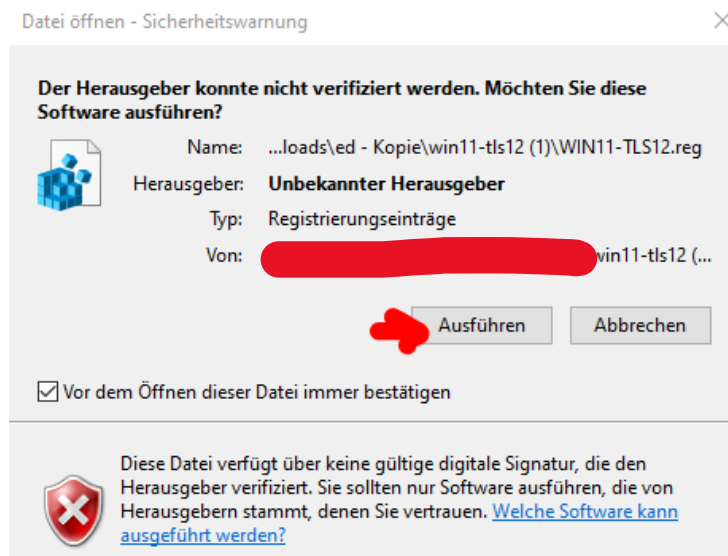 Datei öffnen - Sicherheitswarnung
Der Herausgeber konnte nicht verifiziert werden. Möchten Sie diese
Software ausführen?
Name: ...loads\ed - Kopie\win11-tls12 (1)\WIN11-TLS12.reg
Herausgeber: Unbekannter Herausgeber
Typ: Registrierungseinträge
Von: win11-tls12 (...
Ausführen Abbrechen
Vor dem Öffnen dieser Datei immer bestätigen
Diese Datei verfügt über keine gültige digitale Signatur, die den
Herausgeber verifiziert. Sie sollten nur Software ausführen, die von
Herausgebern stammt, denen Sie vertrauen. Welche Software kann
ausgeführt werden?